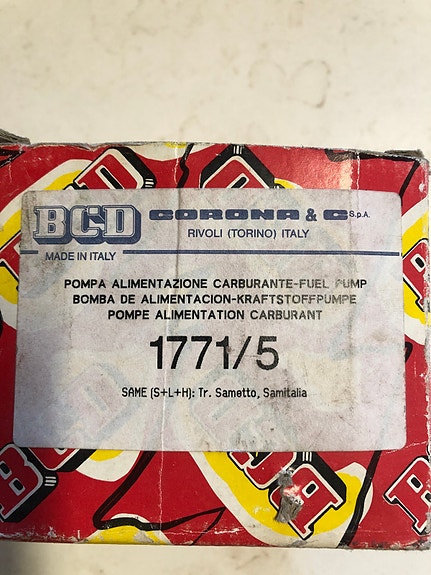 BCD CORONA & C S.p.A.
RIVOLI (TORINO) ITALY
MADE IN ITALY
POMPA ALIMENTAZIONE CARBURANTE-FUEL PUMP
BOMBA DE ALIMENTACION-KRAFTSTOFFPUMPE
POMPE ALIMENTATION CARBURANT
1771/5
SAME (S+L+H): Tr. Sametto, Samitalia